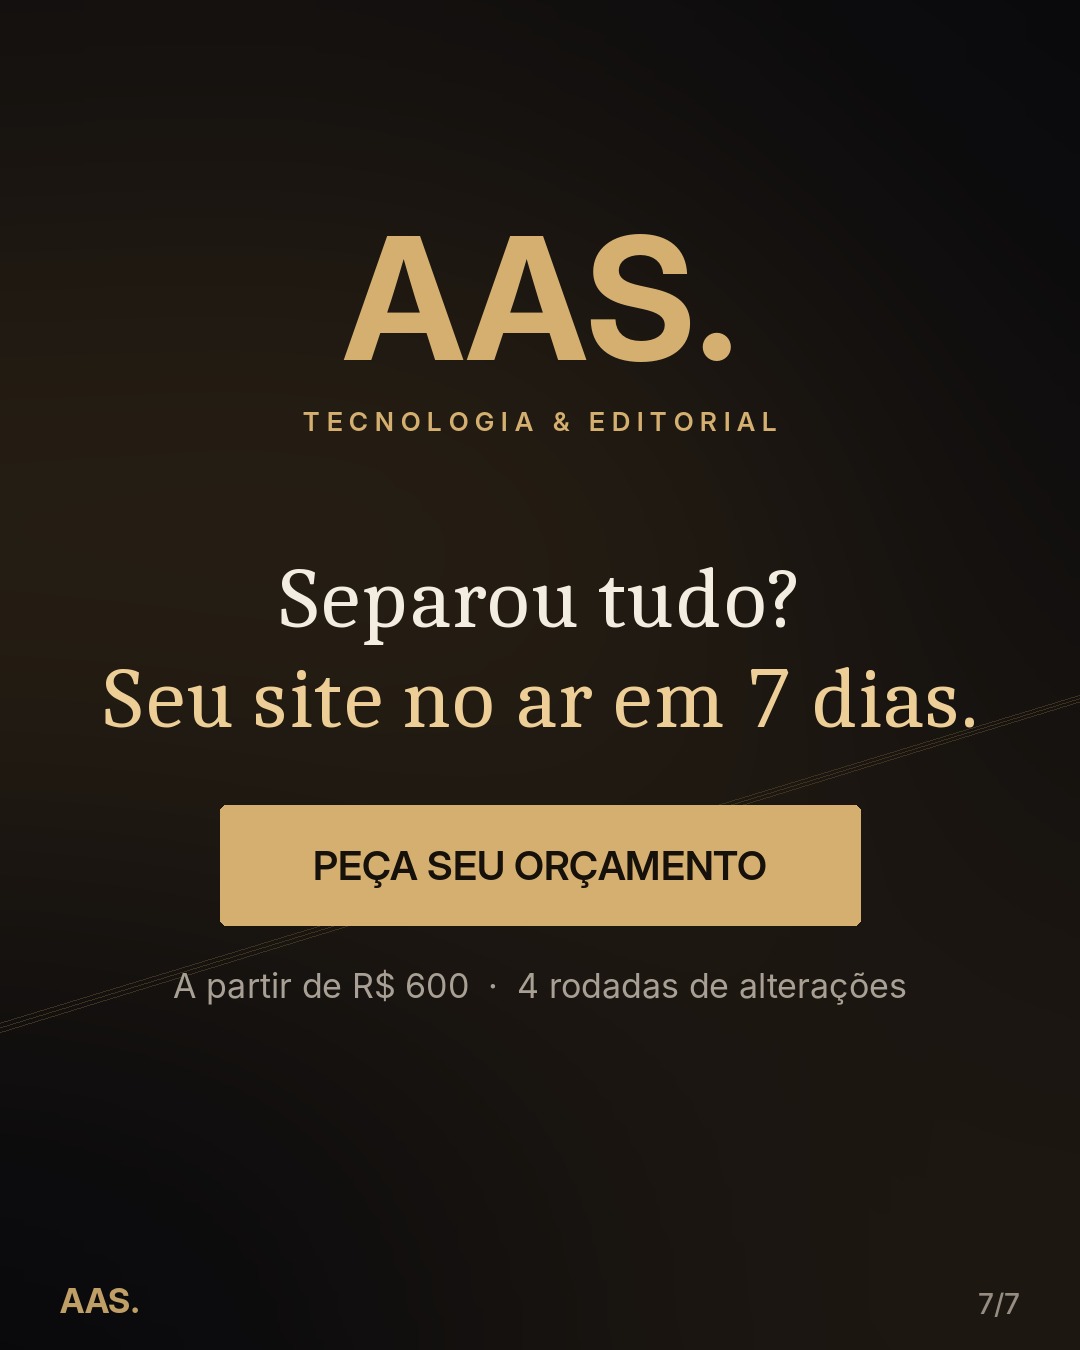 AAS.
TECNOLOGIA & EDITORIAL
Separou tudo?
Seu site no ar em 7 dias.
PEÇA SEU ORÇAMENTO
A partir de R$ 600 · 4 rodadas de alterações
AAS.
7/7